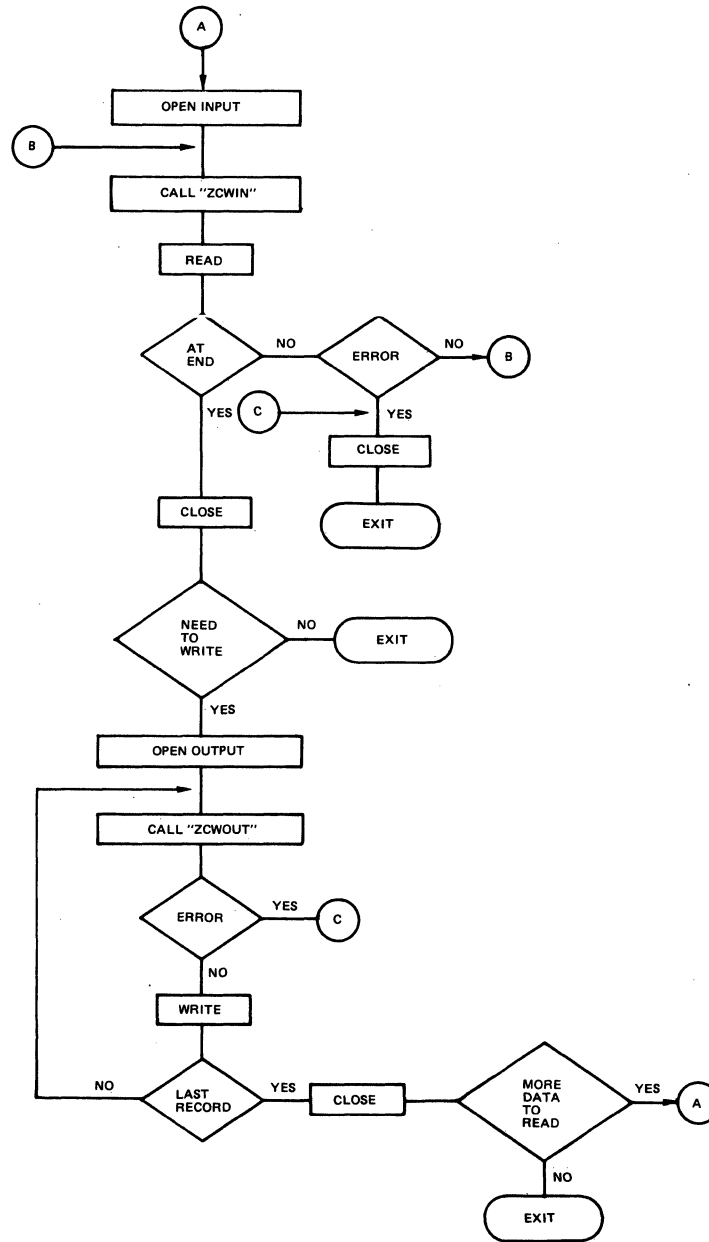 A
OPEN INPUT
B
CALL "ZCWIN"
READ
AT
END
NO
ERROR
NO
B
YES
C
YES
CLOSE
EXIT
CLOSE
NEED
TO
WRITE
NO
EXIT
YES
OPEN OUTPUT
CALL "ZCWOUT"
ERROR
YES
C
NO
WRITE
NO
LAST
RECORD
YES
CLOSE
MORE
DATA
TO
READ
YES
A
NO
EXIT